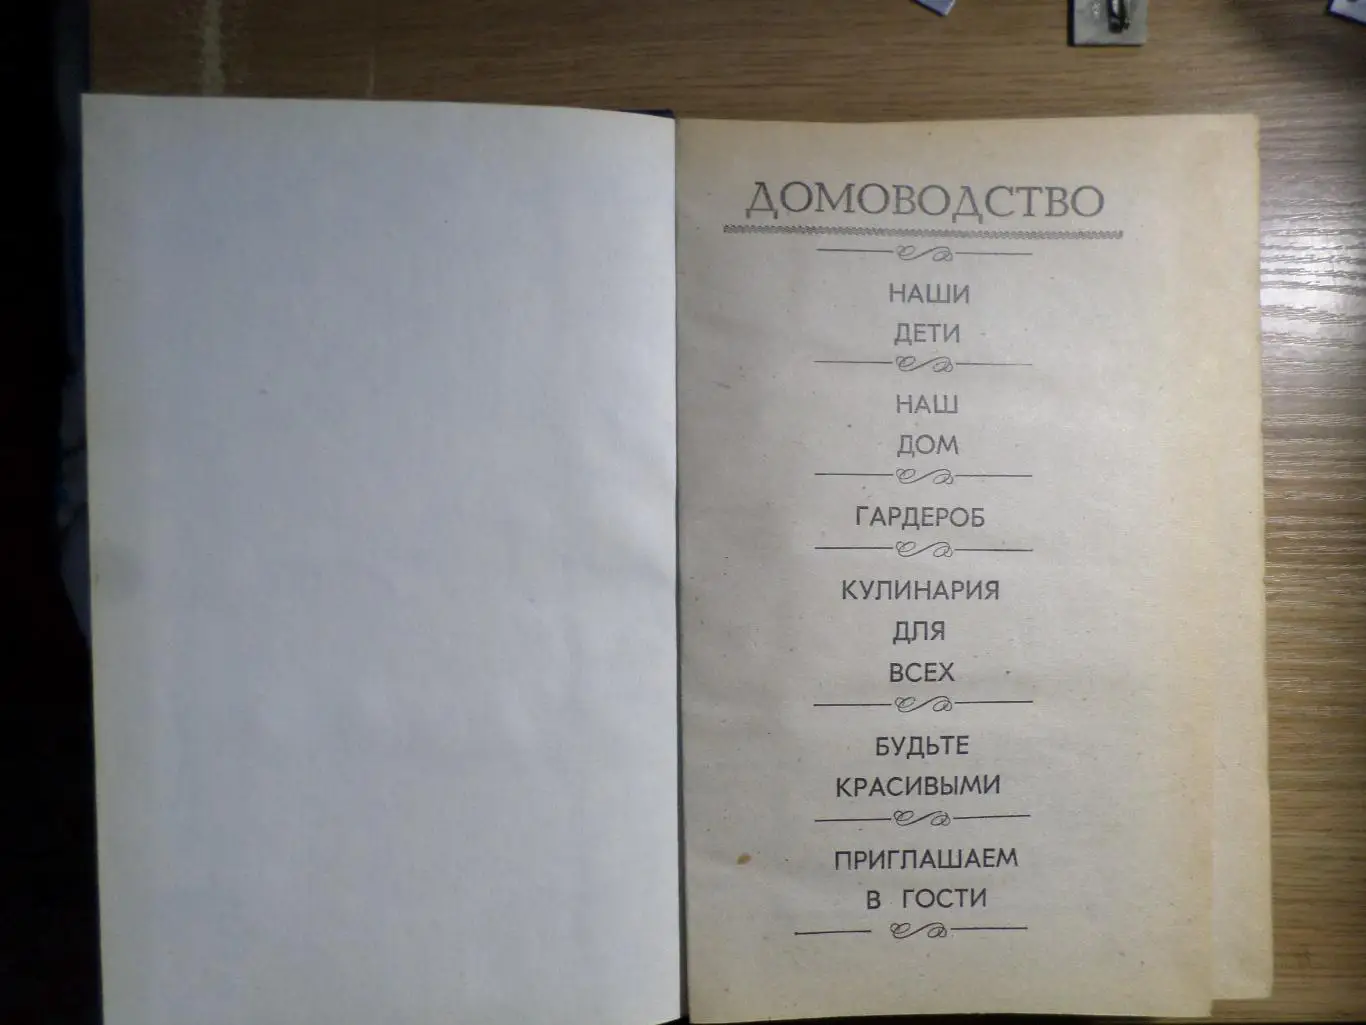 ДОМОВОДСТВО
НАШИ
ДЕТИ
НАШ
ДОМ
ГАРДЕРОБ
КУЛИНАРИЯ
ДЛЯ
ВСЕХ
БУДЬТЕ
КРАСИВЫМИ
ПРИГЛАШАЕМ
В ГОСТИ